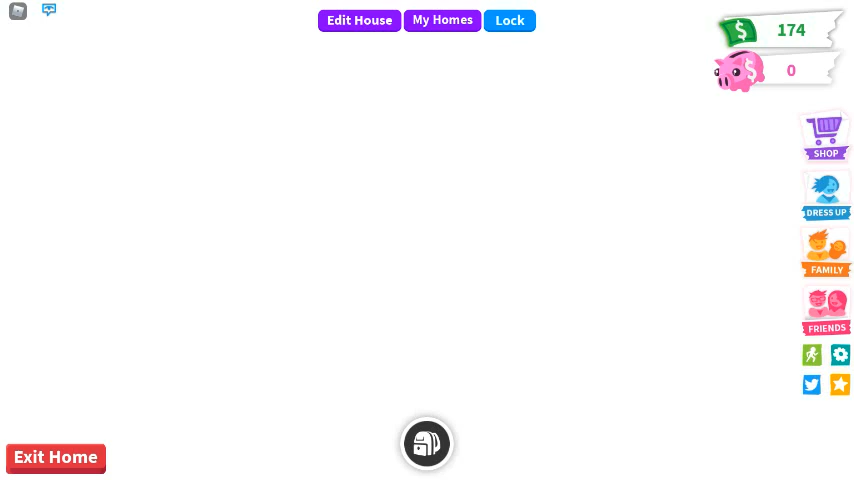 Edit House
My Homes
Lock
174
0
SHOP
DRESS UP
FAMILY
FRIENDS
Exit Home